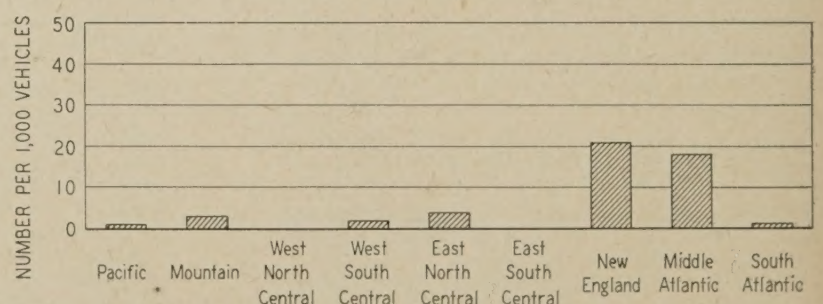 NUMBER PER 1,000 VEHICLES
50
40
30
20
10
0
Pacific
Mountain
West
North
Central
West
South
Central
East
North
Central
East
South
Central
New
England
Middle
Atlantic
South
Atlantic